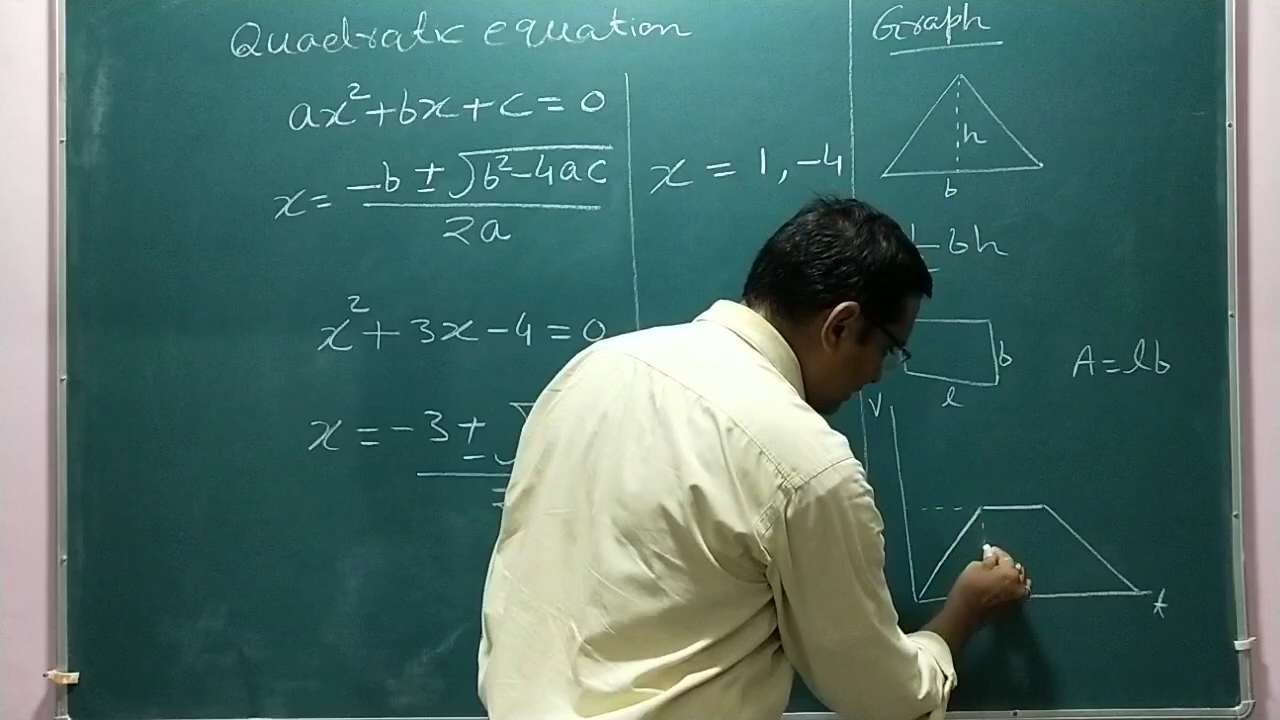 Quadratic equation
ax²+bx+c=0
x= -b ± √b²-4ac
2a
x²+3x-4=0
x=-3±
x = 1, -4
Graph
h
b
bh
b
l
A=lb
V
t